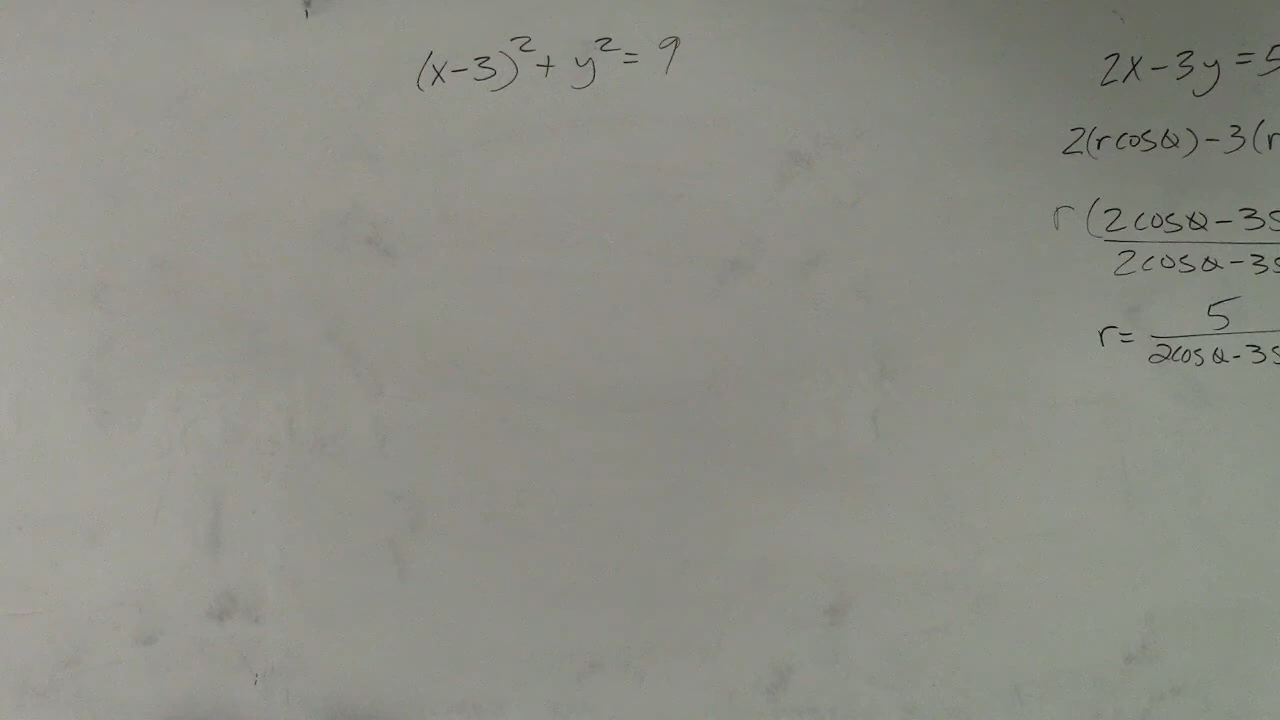 (x-3)² + y² = 9
2x - 3y = 5
2(rcosθ) - 3(r
r(2cosθ - 3s
2cosθ - 3s
r = 5
2cosθ - 3s